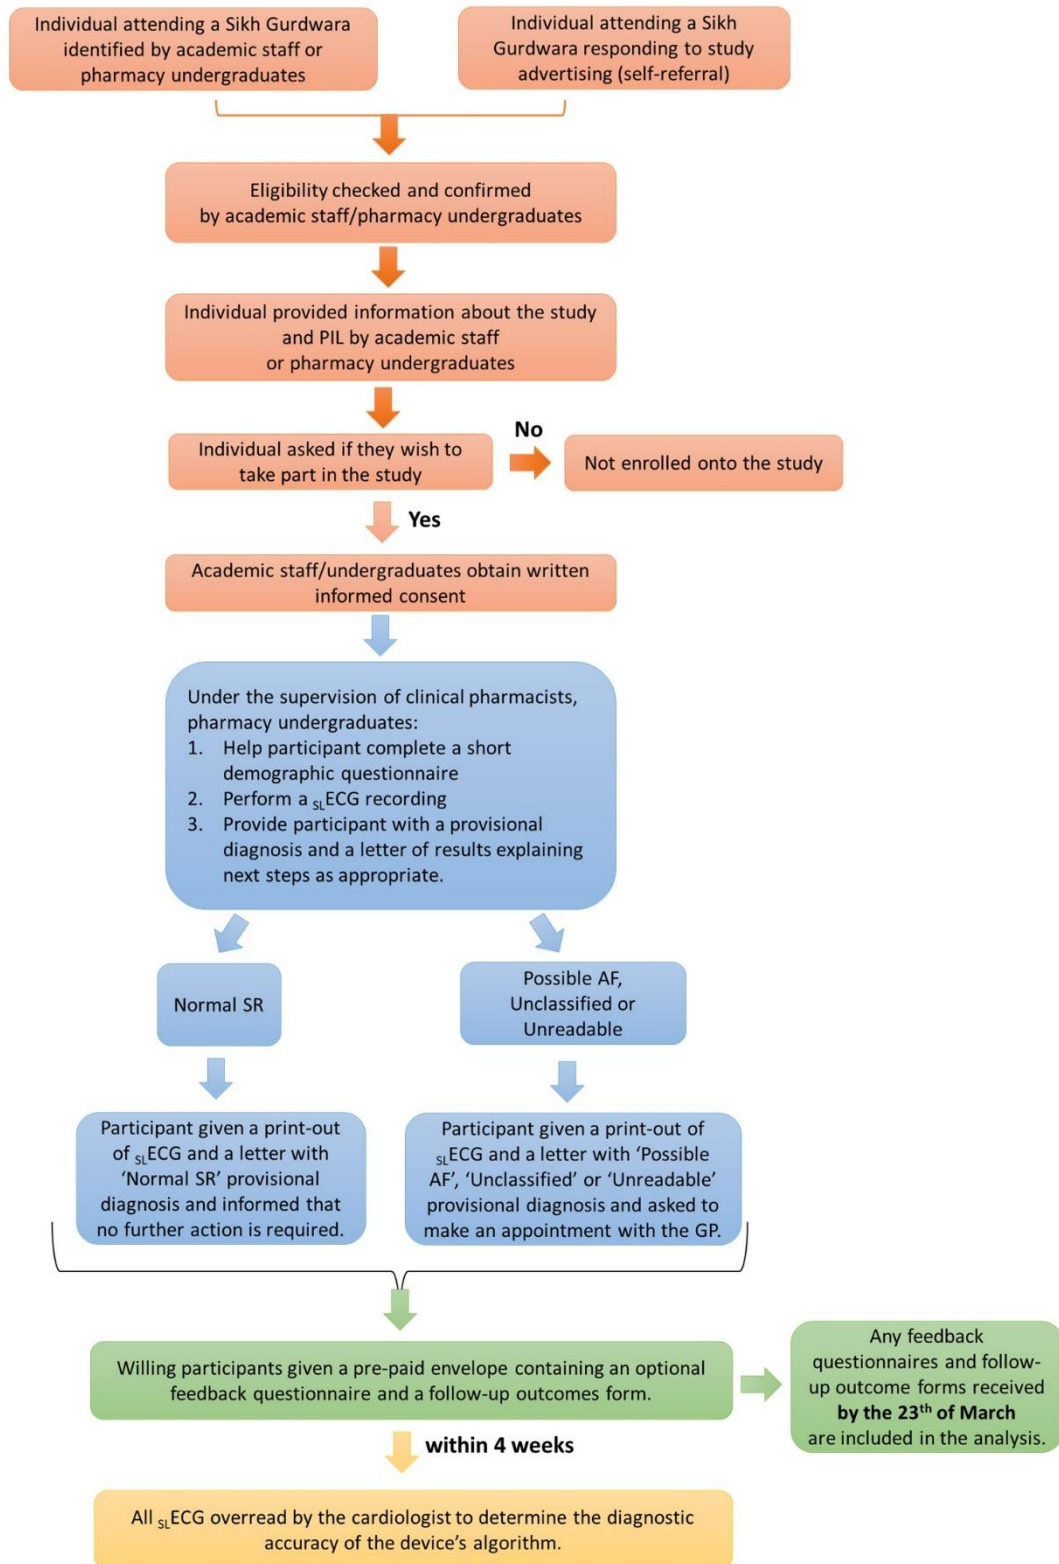 Individual attending a Sikh Gurdwara
identified by academic staff or
pharmacy undergraduates
Individual attending a Sikh
Gurdwara responding to study
advertising (self-referral)
Eligibility checked and confirmed
by academic staff/pharmacy undergraduates
Individual provided information about the study
and PIL by academic staff
or pharmacy undergraduates
Individual asked if they wish to
take part in the study
No
Not enrolled onto the study
Yes
Academic staff/undergraduates obtain written
informed consent
Under the supervision of clinical pharmacists,
pharmacy undergraduates:
1. Help participant complete a short
demographic questionnaire
2. Perform a SLECG recording
3. Provide participant with a provisional
diagnosis and a letter of results explaining
next steps as appropriate.
Normal SR
Possible AF,
Unclassified or
Unreadable
Participant given a print-out
of SLECG and a letter with
‘Normal SR’ provisional
diagnosis and informed that
no further action is required.
Participant given a print-out of
SLECG and a letter with ‘Possible
AF’, ‘Unclassified’ or ‘Unreadable’
provisional diagnosis and asked to
make an appointment with the GP.
Willing participants given a pre-paid envelope containing an optional
feedback questionnaire and a follow-up outcomes form.
Any feedback
questionnaires and follow-
up outcome forms received
by the 23th of March
are included in the analysis.
within 4 weeks
All SLECG overread by the cardiologist to determine the diagnostic
accuracy of the device’s algorithm.